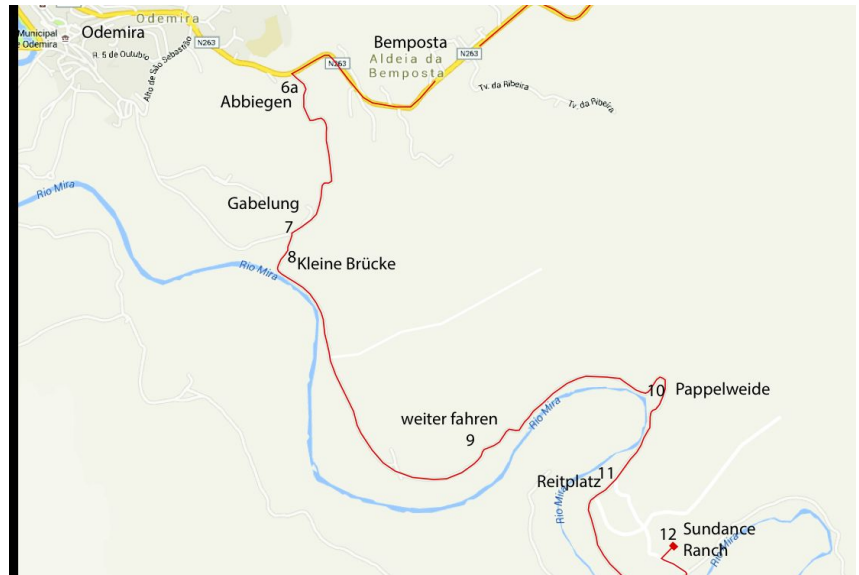 Odemira
Odemira
Municipal
e Odemira
R. 5 de Outubro
Alto de São Sebastião
N263
N263
N263
Bemposta
Aldeia da
Bemposta
6a
Abbiegen
Tv. da Ribeira
Tv. da Ribeira
Rio Mira
Gabelung
7
8
Kleine Brücke
Rio Mira
10
Pappelweide
weiter fahren
9
Rio Mira
11
Reitplatz
Rio Mira
12
Sundance
Ranch
Rio Mira